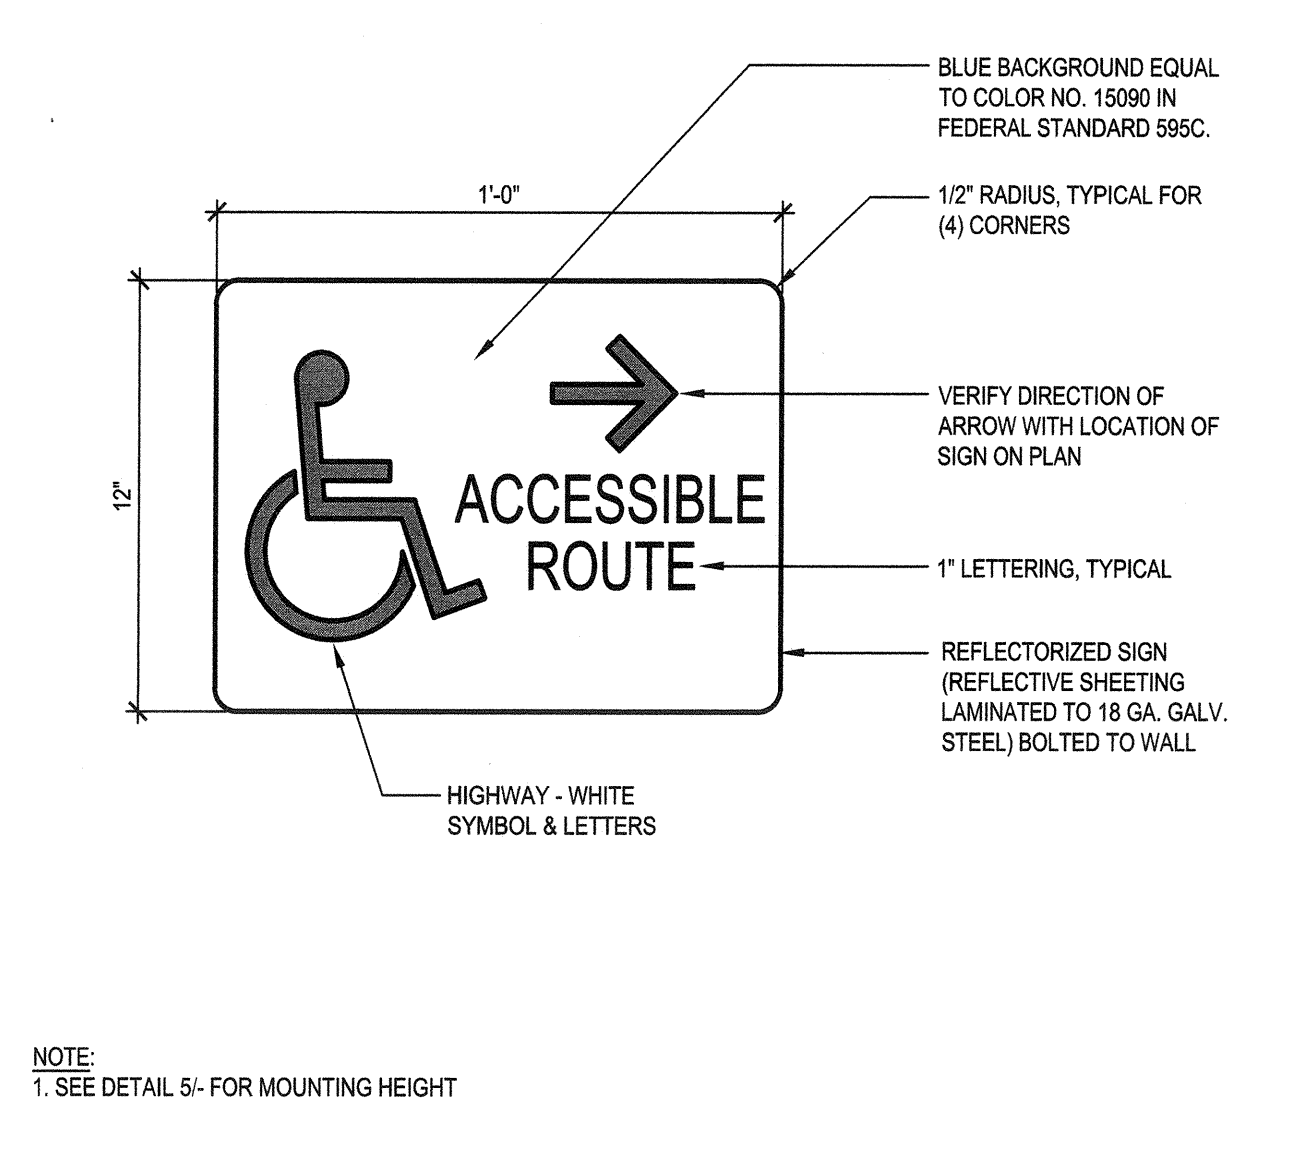 BLUE BACKGROUND EQUAL
TO COLOR NO. 15090 IN
FEDERAL STANDARD 595C.
1'-0"
1/2" RADIUS, TYPICAL FOR
(4) CORNERS
VERIFY DIRECTION OF
ARROW WITH LOCATION OF
SIGN ON PLAN
12"
ACCESSIBLE
ROUTE
1" LETTERING, TYPICAL
REFLECTORIZED SIGN
(REFLECTIVE SHEETING
LAMINATED TO 18 GA. GALV.
STEEL) BOLTED TO WALL
HIGHWAY - WHITE
SYMBOL & LETTERS
NOTE:
1. SEE DETAIL 5/- FOR MOUNTING HEIGHT